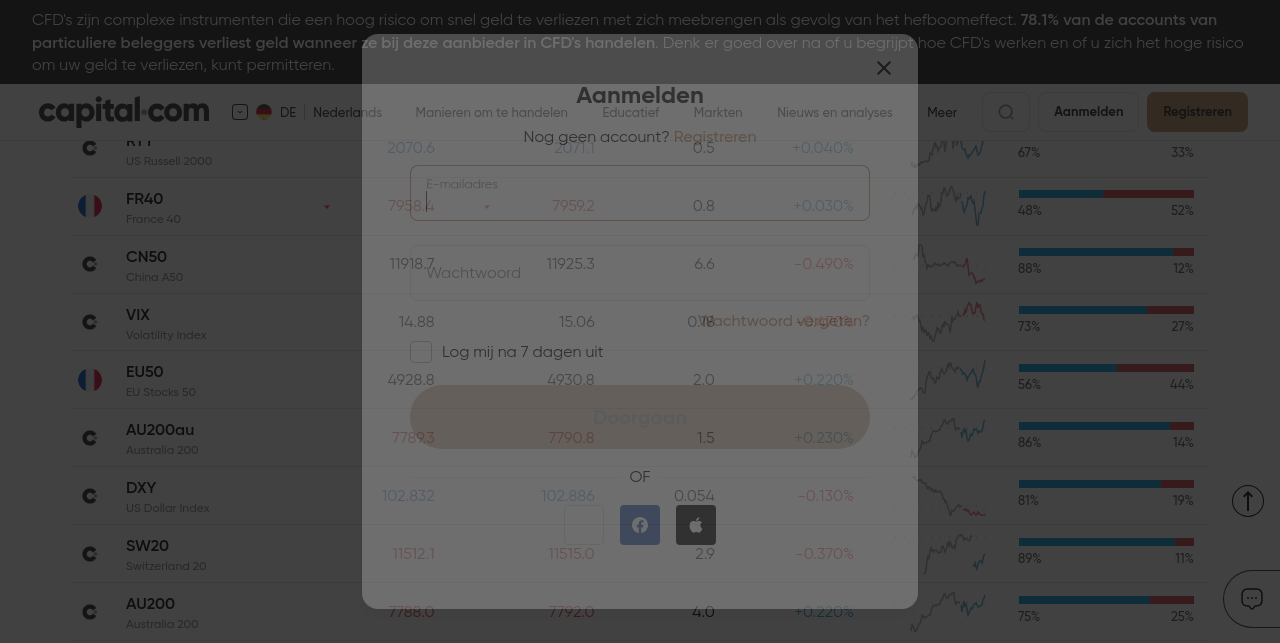 CFD's zijn complexe instrumenten die een hoog risico om snel geld te verliezen met zich meebrengen als gevolg van het hefboomeffect. 78.1% van de accounts van
particuliere beleggers verliest geld wanneer ze bij deze aanbieder in CFD's handelen. Denk er goed over na of u begrijpt hoe CFD's werken en of u zich het hoge risico
om uw geld te verliezen, kunt permitteren.
capital.com DE Nederlands Manieren om te handelen Educatief Markten Nieuws en analyses Meer Aanmelden Registreren
Aanmelden
Nog geen account? Registreren
E-mailadres
Wachtwoord
Wachtwoord vergeten?
Log mij na 7 dagen uit
Doorgaan
OF
RTY 2070.6 2071.1 0.5 +0.040%
US Russell 2000 67% 33%
FR40 7958.4 7959.2 0.8 +0.030%
France 40 48% 52%
CN50 11918.7 11925.3 6.6 -0.490%
China A50 88% 12%
VIX 14.88 15.06 0.18
Volatility Index 73% 27%
EU50 4928.8 4930.8 2.0 +0.220%
EU Stocks 50 56% 44%
AU200au 7789.3 7790.8 1.5 +0.230%
Australia 200 86% 14%
DXY 102.832 102.886 0.054 -0.130%
US Dollar Index 81% 19%
SW20 11512.1 11515.0 2.9 -0.370%
Switzerland 20 89% 11%
AU200 7788.0 7792.0 4.0 +0.220%
Australia 200 75% 25%